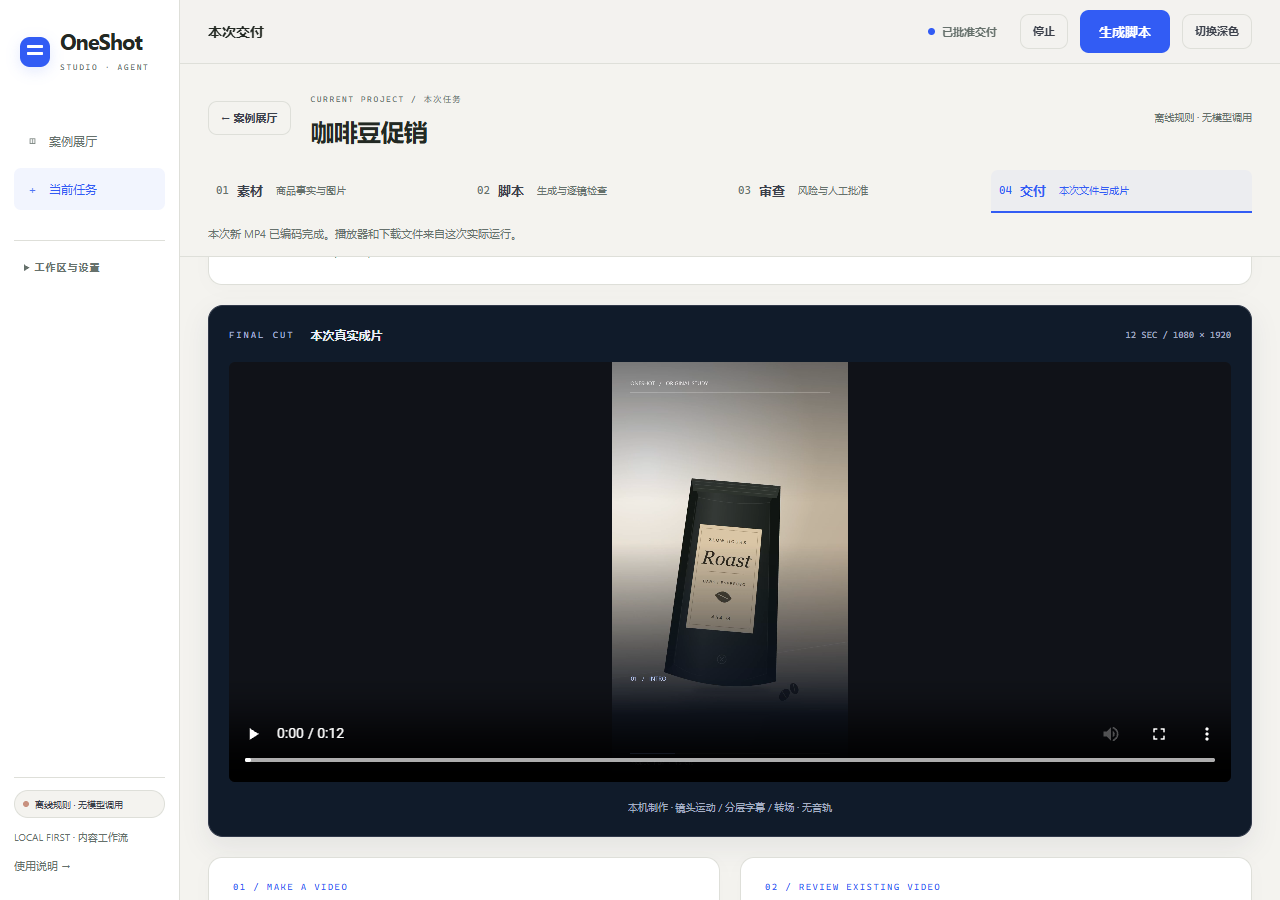 OneShot
STUDIO · AGENT
案例展厅
+ 当前任务
工作区与设置
离线规则 · 无模型调用
LOCAL FIRST · 内容工作流
使用说明 →
本次交付
已批准交付
停止
生成脚本
切换深色
← 案例展厅
CURRENT PROJECT / 本次任务
咖啡豆促销
离线规则 · 无模型调用
01 素材 商品事实与图片
02 脚本 生成与逐镜检查
03 审查 风险与人工批准
04 交付 本次文件与成片
本次新 MP4 已编码完成。播放器和下载文件来自这次实际运行。
FINAL CUT 本次真实成片
12 SEC / 1080 × 1920
ONESHOT / ORIGINAL STUDY
Roast
01 / INTRO
0:00 / 0:12
本机制作 · 镜头运动 / 分层字幕 / 转场 · 无音轨
01 / MAKE A VIDEO
02 / REVIEW EXISTING VIDEO